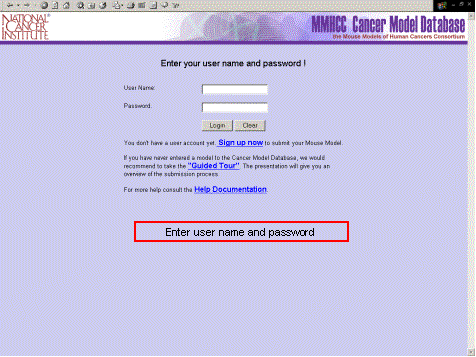 NATIONAL
CANCER
INSTITUTE
MMHCC Cancer Model Database
the Mouse Models of Human Cancers Consortium
Enter your user name and password !
User Name:
Password:
Login Clear
You don't have a user account yet. Sign up now to submit your Mouse Model.
If you have never entered a model to the Cancer Model Database, we would
recommend to take the "Guided Tour". The presentation will give you an
overview of the submission process.
For more help consult the Help Documentation.
Enter user name and password